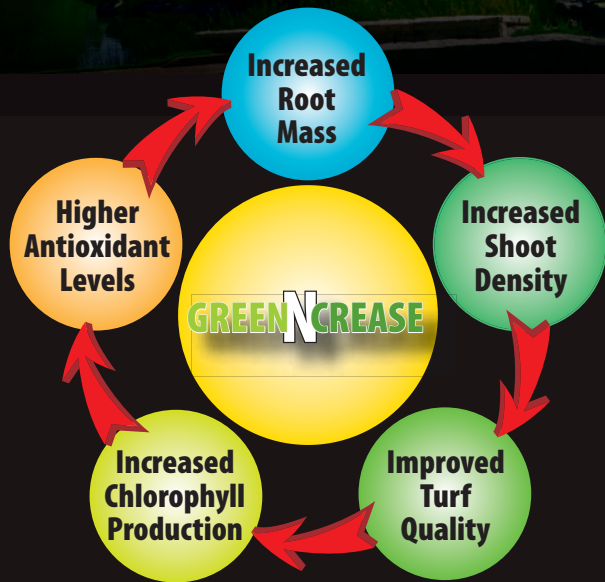 Increased
Root
Mass
Increased
Shoot
Density
Improved
Turf
Quality
Increased
Chlorophyll
Production
Higher
Antioxidant
Levels
GREENNCREASE